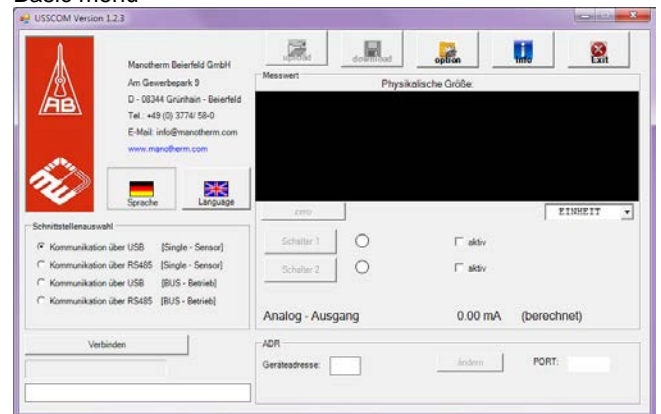 Basic menu
USSCOM Version 1.2.3
AB
Manotherm Beierfeld GmbH
Am Gewerbepark 9
D - 08344 Grünhain - Beierfeld
Tel.: +49 (0) 3774/ 58-0
E-Mail: info@manotherm.com
www.manotherm.com
Sprache
Language
Schnittstellenauswahl
Kommunikation über USB [Single - Sensor]
Kommunikation über RS485 [Single - Sensor]
Kommunikation über USB [BUS - Betrieb]
Kommunikation über RS485 [BUS - Betrieb]
Verbinden
upload
download
option
Info
Exit
Messwert
Physikalische Größe:
zero
EINHEIT
Schalter 1
aktiv
Schalter 2
aktiv
Analog - Ausgang 0.00 mA (berechnet)
ADR
Geräteadresse:
ändern
PORT: